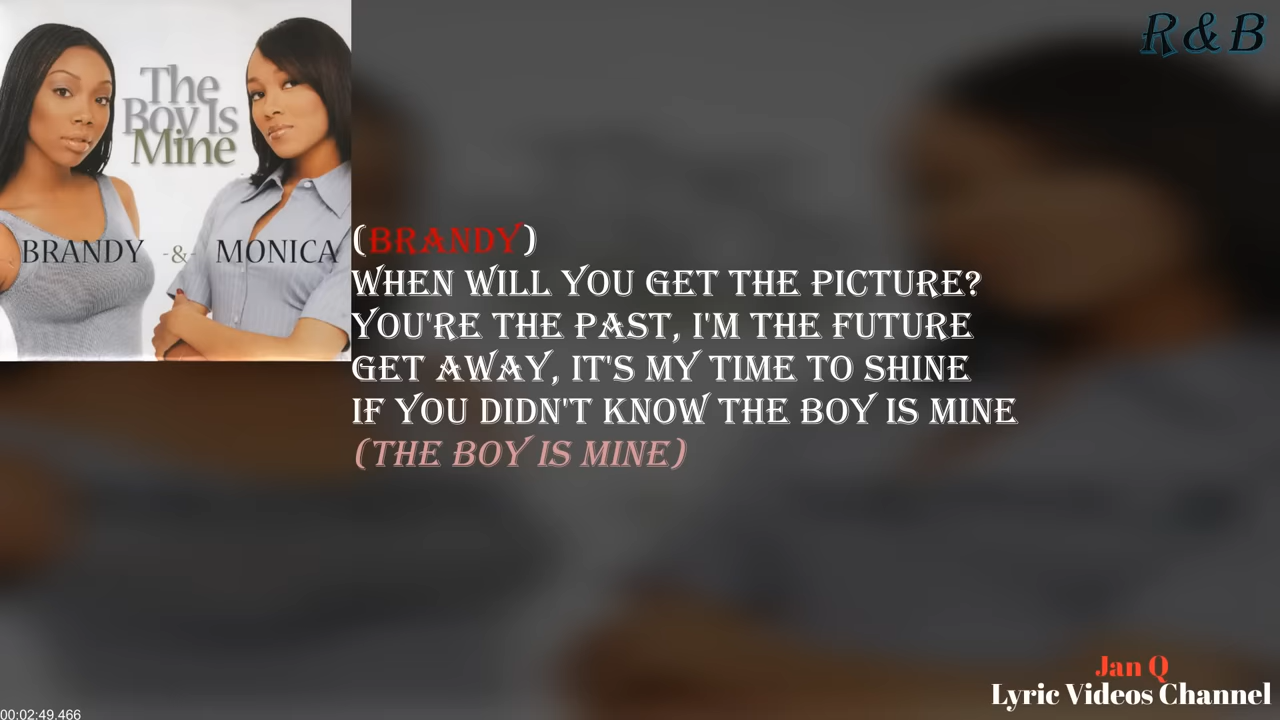 The
Boy Is
Mine
BRANDY -&- MONICA
R&B
(BRANDY)
WHEN WILL YOU GET THE PICTURE?
YOU'RE THE PAST, I'M THE FUTURE
GET AWAY, IT'S MY TIME TO SHINE
IF YOU DIDN'T KNOW THE BOY IS MINE
(THE BOY IS MINE)
Jan Q
Lyric Videos Channel
00:02:49.466